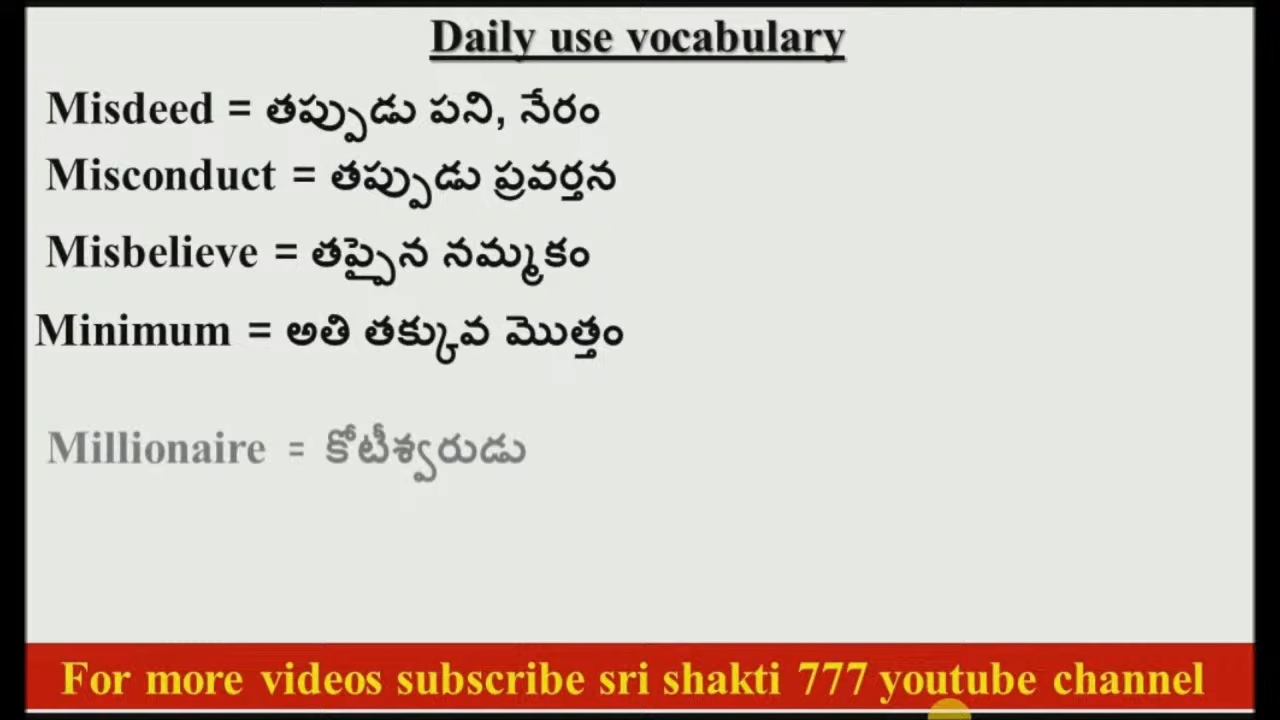 Daily use vocabulary
Misdeed = తప్పుడు పని, నేరం
Misconduct = తప్పుడు ప్రవర్తన
Misbelieve = తప్పైన నమ్మకం
Minimum = అతి తక్కువ మొత్తం
Millionaire = కోటీశ్వరుడు
For more videos subscribe sri shakti 777 youtube channel